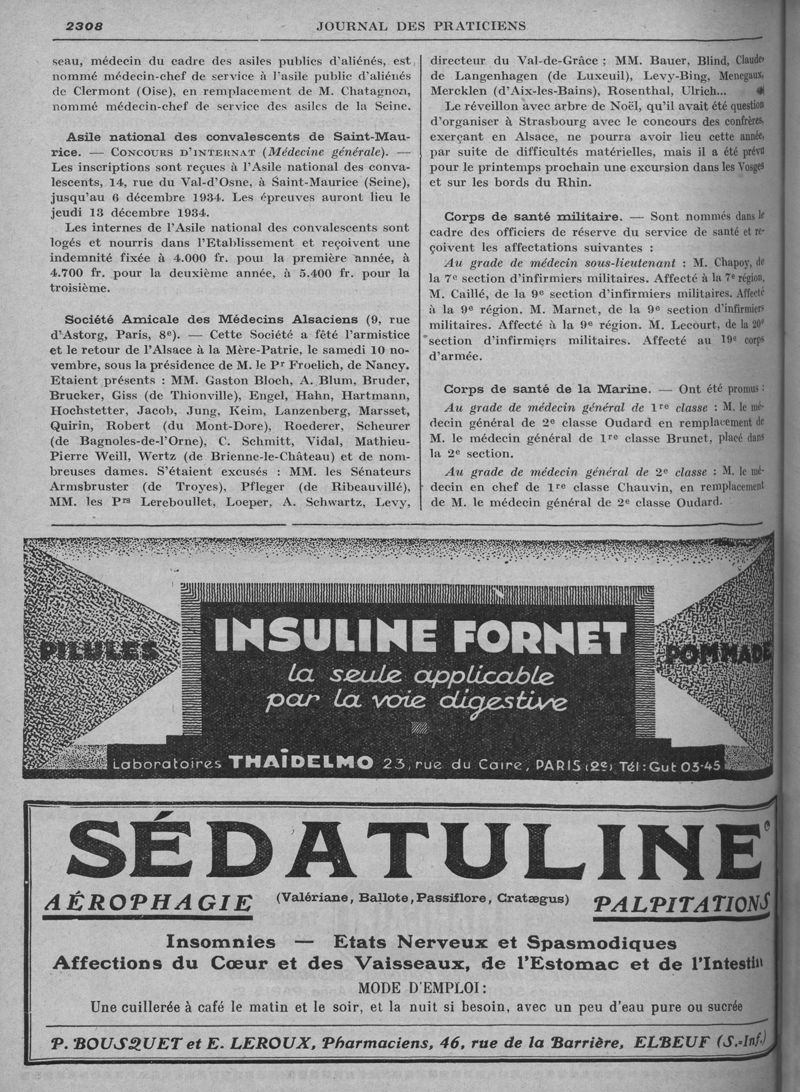 2308
JOURNAL DES PRATICIENS
seau, médecin du cadre des asiles publics d'aliénés, est
nommé médecin-chef de service à l'asile public d'aliénés
de Clermont (Oise), en remplacement de M. Chatagnon,
nommé médecin-chef de service des asiles de la Seine.
Asile national des convalescents de Saint-Mau-
rice. — CONCOURS D'INTERNAT (Médecine générale). —
Les inscriptions sont reçues à l'Asile national des conva-
lescents, 14, rue du Val-d'Osne, à Saint-Maurice (Seine),
jusqu'au 6 décembre 1934. Les épreuves auront lieu le
jeudi 13 décembre 1934.
Les internes de l'Asile national des convalescents sont
logés et nourris dans l'Etablissement et reçoivent une
indemnité fixée à 4.000 fr. pour la première année, à
4.700 fr. pour la deuxième année, à 5.400 fr. pour la
troisième.
Société Amicale des Médecins Alsaciens (9, rue
d'Astorg, Paris, 8e). — Cette Société a fêté l'armistice
et le retour de l'Alsace à la Mère-Patrie, le samedi 10 no-
vembre, sous la présidence de M. le Pr Froelich, de Nancy.
Etaient présents : MM. Gaston Bloch, A. Blum, Bruder,
Brucker, Giss (de Thionville), Engel, Hahn, Hartmann,
Hochstetter, Jacob, Jung, Keim, Lanzenberg, Marsset,
Quirin, Robert (du Mont-Dore), Roederer, Scheurer
(de Bagnoles-de-l'Orne), C. Schmitt, Vidal, Mathieu-
Pierre Weill, Wertz (de Brienne-le-Château) et de nom-
breuses dames. S'étaient excusés : MM. les Sénateurs
Armsbruster (de Troyes), Pfleger (de Ribeauvillé),
MM. les Prs Lereboullet, Loeper, A. Schwartz, Levy,
directeur du Val-de-Grâce ; MM. Bauer, Blind, Claude
de Langenhagen (de Luxeuil), Levy-Bing, Menegaux,
Mercklen (d'Aix-les-Bains), Rosenthal, Ulrich...
Le réveillon avec arbre de Noël, qu'il avait été question
d'organiser à Strasbourg avec le concours des confrères
exerçant en Alsace, ne pourra avoir lieu cette année,
par suite de difficultés matérielles, mais il a été prévu
pour le printemps prochain une excursion dans les Vosges
et sur les bords du Rhin.
Corps de santé militaire. — Sont nommés dans le
cadre des officiers de réserve du service de santé et re-
çoivent les affectations suivantes :
Au grade de médecin sous-lieutenant : M. Chapoy, de
la 7e section d'infirmiers militaires. Affecté à la 7e région.
M. Caillé, de la 9e section d'infirmiers militaires. Affecté
à la 9e région. M. Marnet, de la 9e section d'infirmiers
militaires. Affecté à la 9e région. M. Lecourt, de la 20e
section d'infirmiers militaires. Affecté au 19e corps
d'armée.
Corps de santé de la Marine. — Ont été promus :
Au grade de médecin général de 1re classe : M. le mé-
decin général de 2e classe Oudard en remplacement de
M. le médecin général de 1re classe Brunet, placé dans
la 2e section.
Au grade de médecin général de 2e classe : M. le mé-
decin en chef de 1re classe Chauvin, en remplacement
de M. le médecin général de 2e classe Oudard.
PILULES
INSULINE FORNET
POMMADE
la seule applicable
par la voie digestive
Laboratoires THAÏDELMO 23, rue du Caire, PARIS (2e) Tél : Gut 03-45
SÉDATULINE
AÉROPHAGIE
(Valériane, Ballote, Passiflore, Cratægus)
PALPITATIONS
Insomnies — Etats Nerveux et Spasmodiques
Affections du Cœur et des Vaisseaux, de l'Estomac et de l'Intestin
MODE D'EMPLOI :
Une cuillerée à café le matin et le soir, et la nuit si besoin, avec un peu d'eau pure ou sucrée
P. BOUSQUET et E. LEROUX, Pharmaciens, 46, rue de la Barrière, ELBEUF (S.-Inf.)